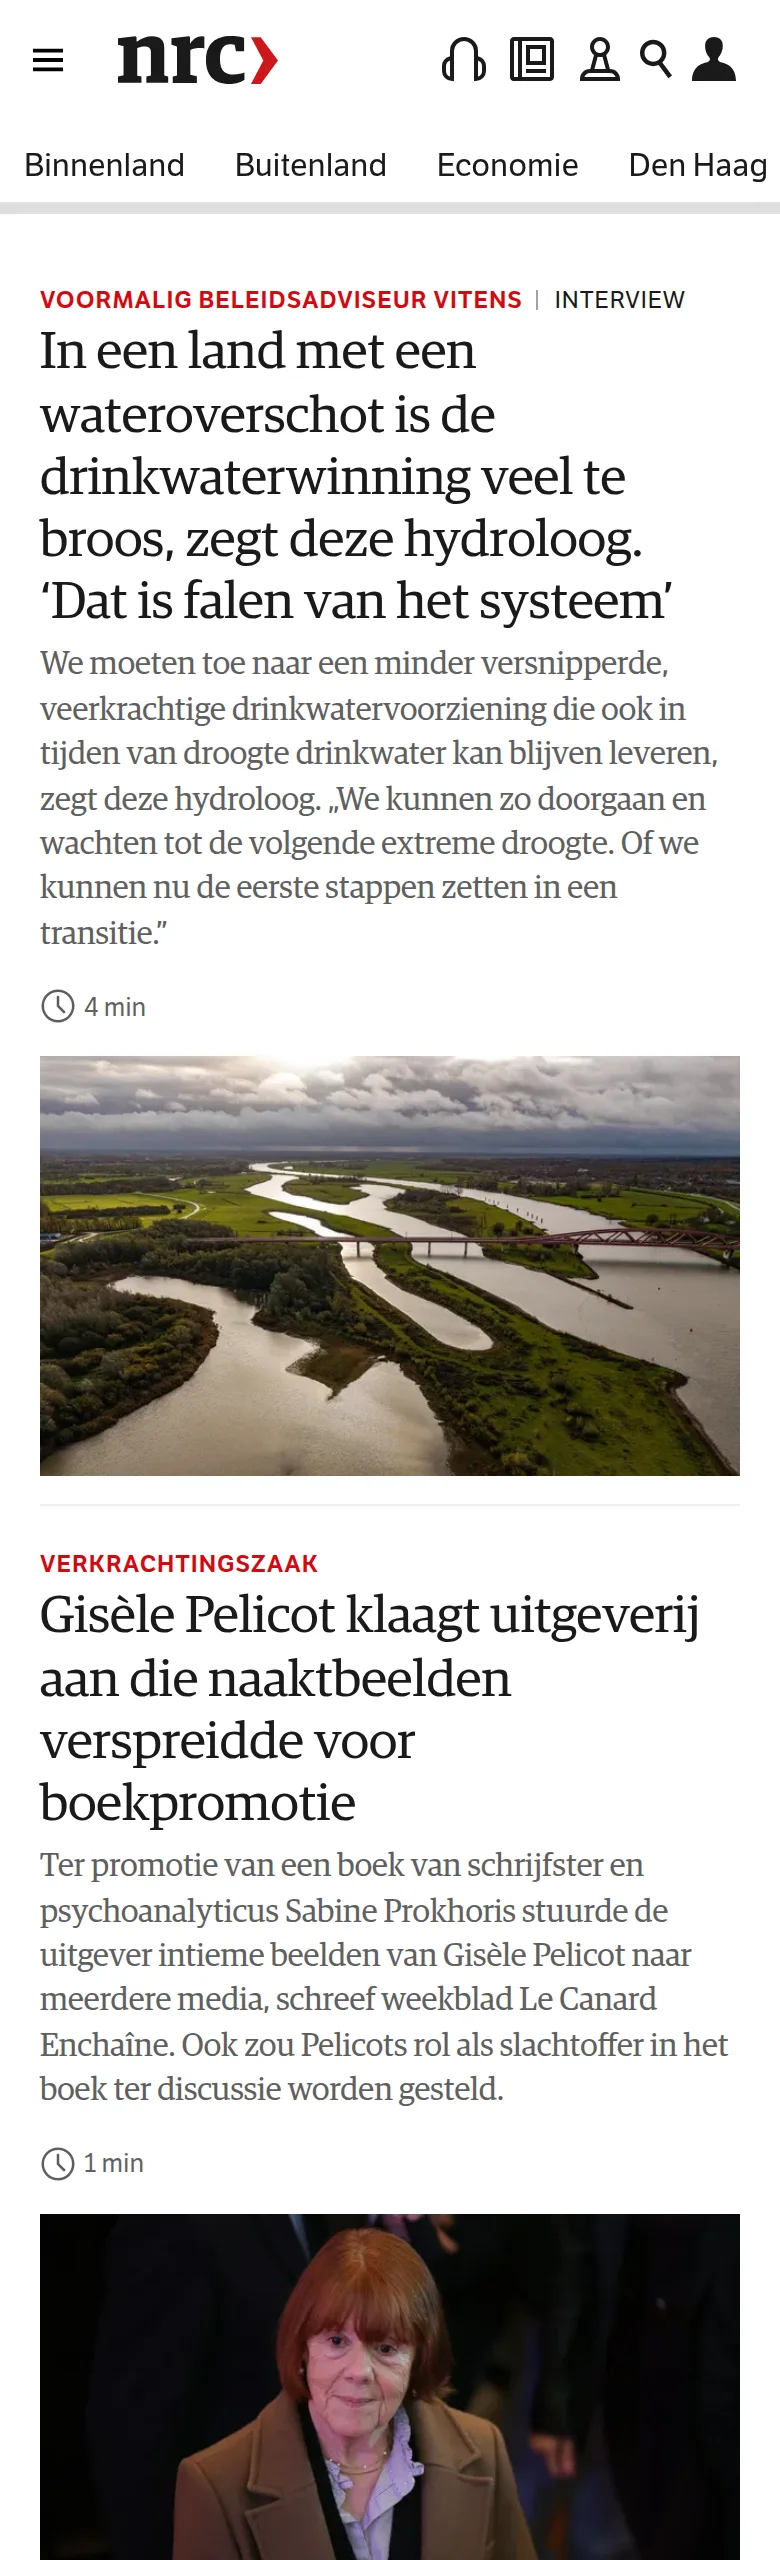 nrc
Binnenland Buitenland Economie Den Haag
VOORMALIG BELEIDSADVISEUR VITENS | INTERVIEW
In een land met een
wateroverschot is de
drinkwaterwinning veel te
broos, zegt deze hydroloog.
‘Dat is falen van het systeem’
We moeten toe naar een minder versnipperde,
veerkrachtige drinkwatervoorziening die ook in
tijden van droogte drinkwater kan blijven leveren,
zegt deze hydroloog. „We kunnen zo doorgaan en
wachten tot de volgende extreme droogte. Of we
kunnen nu de eerste stappen zetten in een
transitie.”
4 min
VERKRACHTINGSZAAK
Gisèle Pelicot klaagt uitgeverij
aan die naaktbeelden
verspreidde voor
boekpromotie
Ter promotie van een boek van schrijfster en
psychoanalyticus Sabine Prokhoris stuurde de
uitgever intieme beelden van Gisèle Pelicot naar
meerdere media, schreef weekblad Le Canard
Enchaîne. Ook zou Pelicots rol als slachtoffer in het
boek ter discussie worden gesteld.
1 min